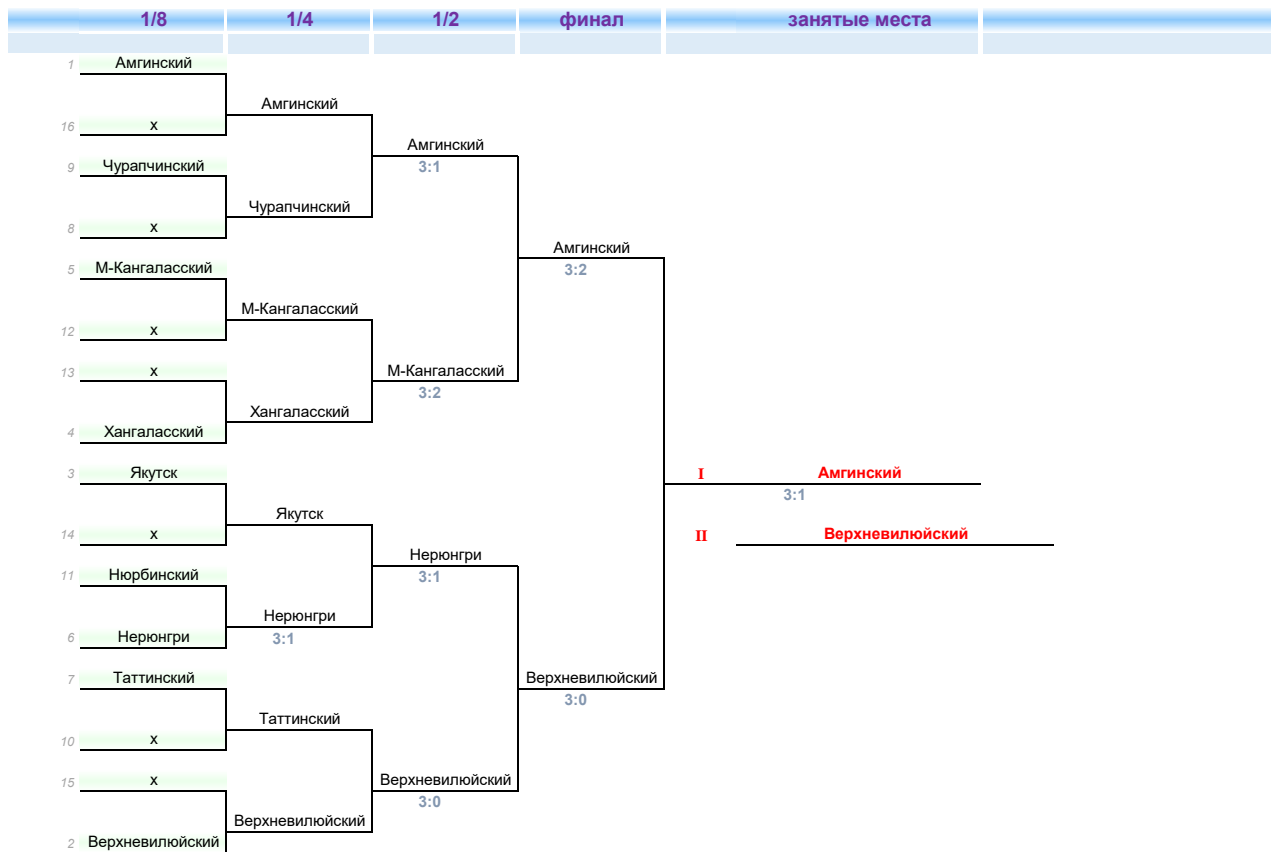 1/8 1/4 1/2 финал занятые места
1 Амгинский
Амгинский
16 х
Амгинский
3:1
9 Чурапчинский
Чурапчинский
8 х
Амгинский
3:2
5 М-Кангаласский
М-Кангаласский
12 х
13 х
М-Кангаласский
3:2
Хангаласский
4 Хангаласский
3 Якутск
I Амгинский
3:1
Якутск
14 х
II Верхневилюйский
Нерюнгри
3:1
11 Нюрбинский
Нерюнгри
3:1
6 Нерюнгри
7 Таттинский
Верхневилюйский
3:0
Таттинский
10 х
15 х
Верхневилюйский
3:0
Верхневилюйский
2 Верхневилюйский